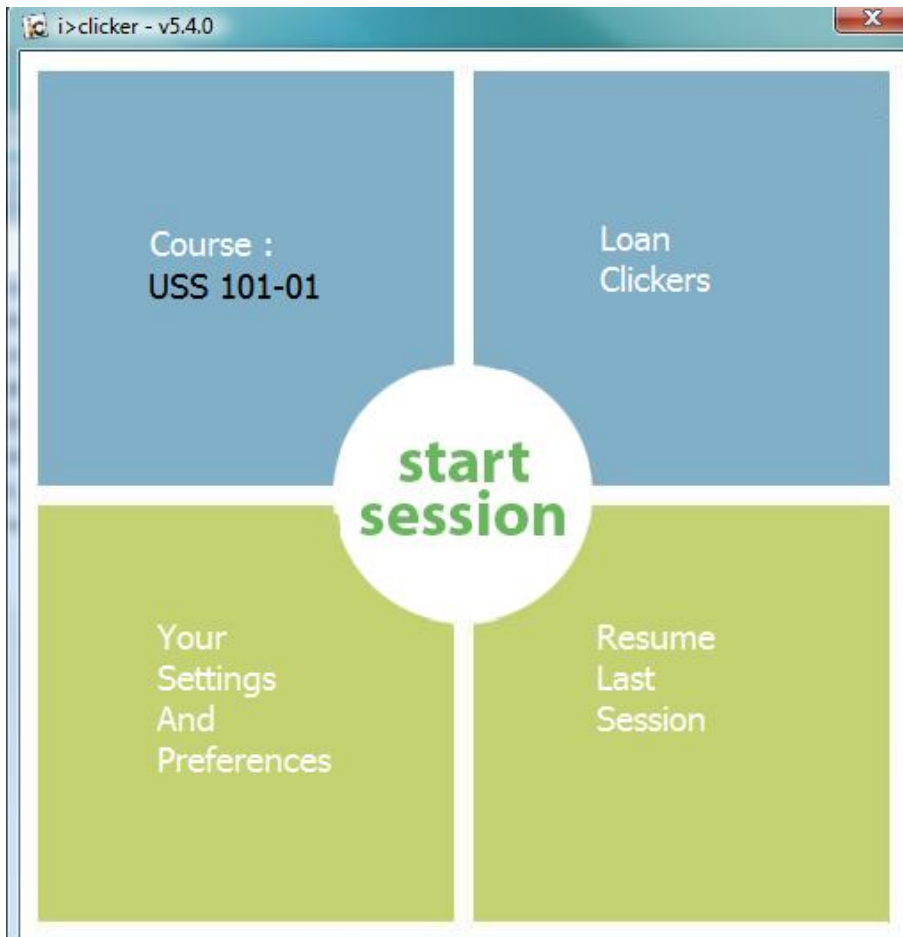 i>clicker - v5.4.0
Course :
USS 101-01
Loan
Clickers
start
session
Your
Settings
And
Preferences
Resume
Last
Session